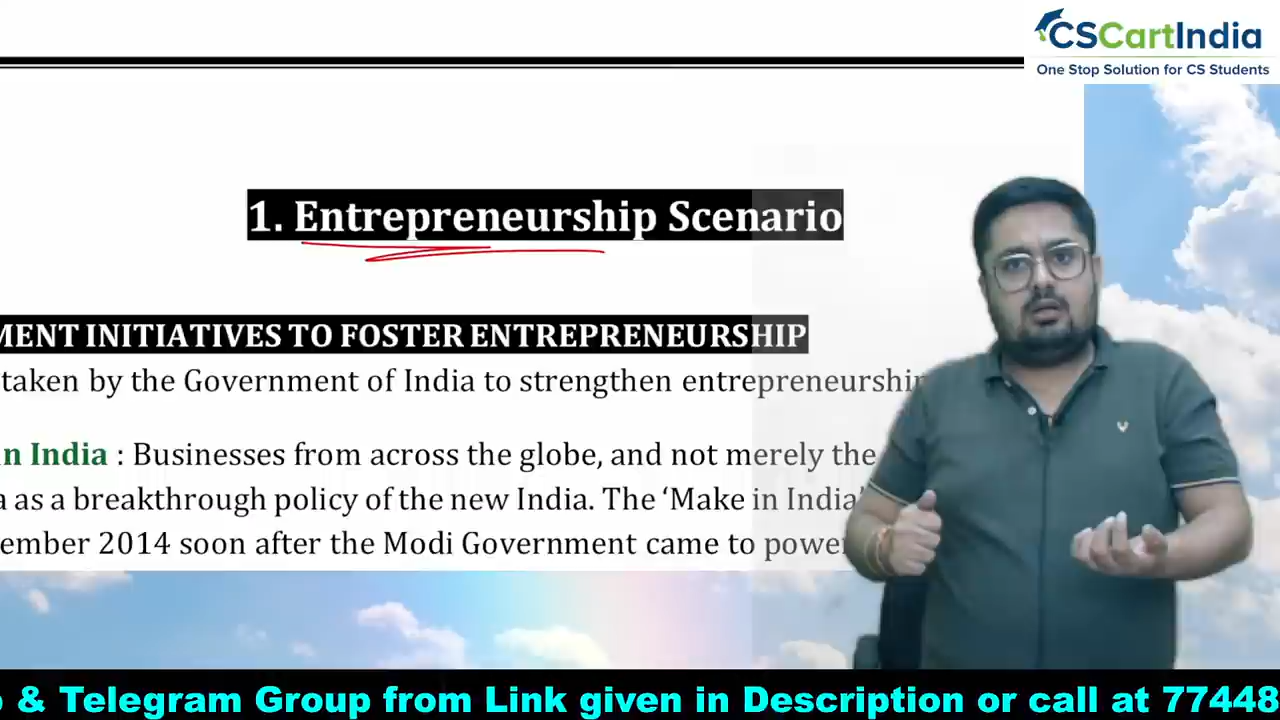 CSCartIndia
One Stop Solution for CS Students
1. Entrepreneurship Scenario
MENT INITIATIVES TO FOSTER ENTREPRENEURSHIP
taken by the Government of India to strengthen entrepreneurship
in India : Businesses from across the globe, and not merely the
a as a breakthrough policy of the new India. The ‘Make in India’
ember 2014 soon after the Modi Government came to power
& Telegram Group from Link given in Description or call at 77448